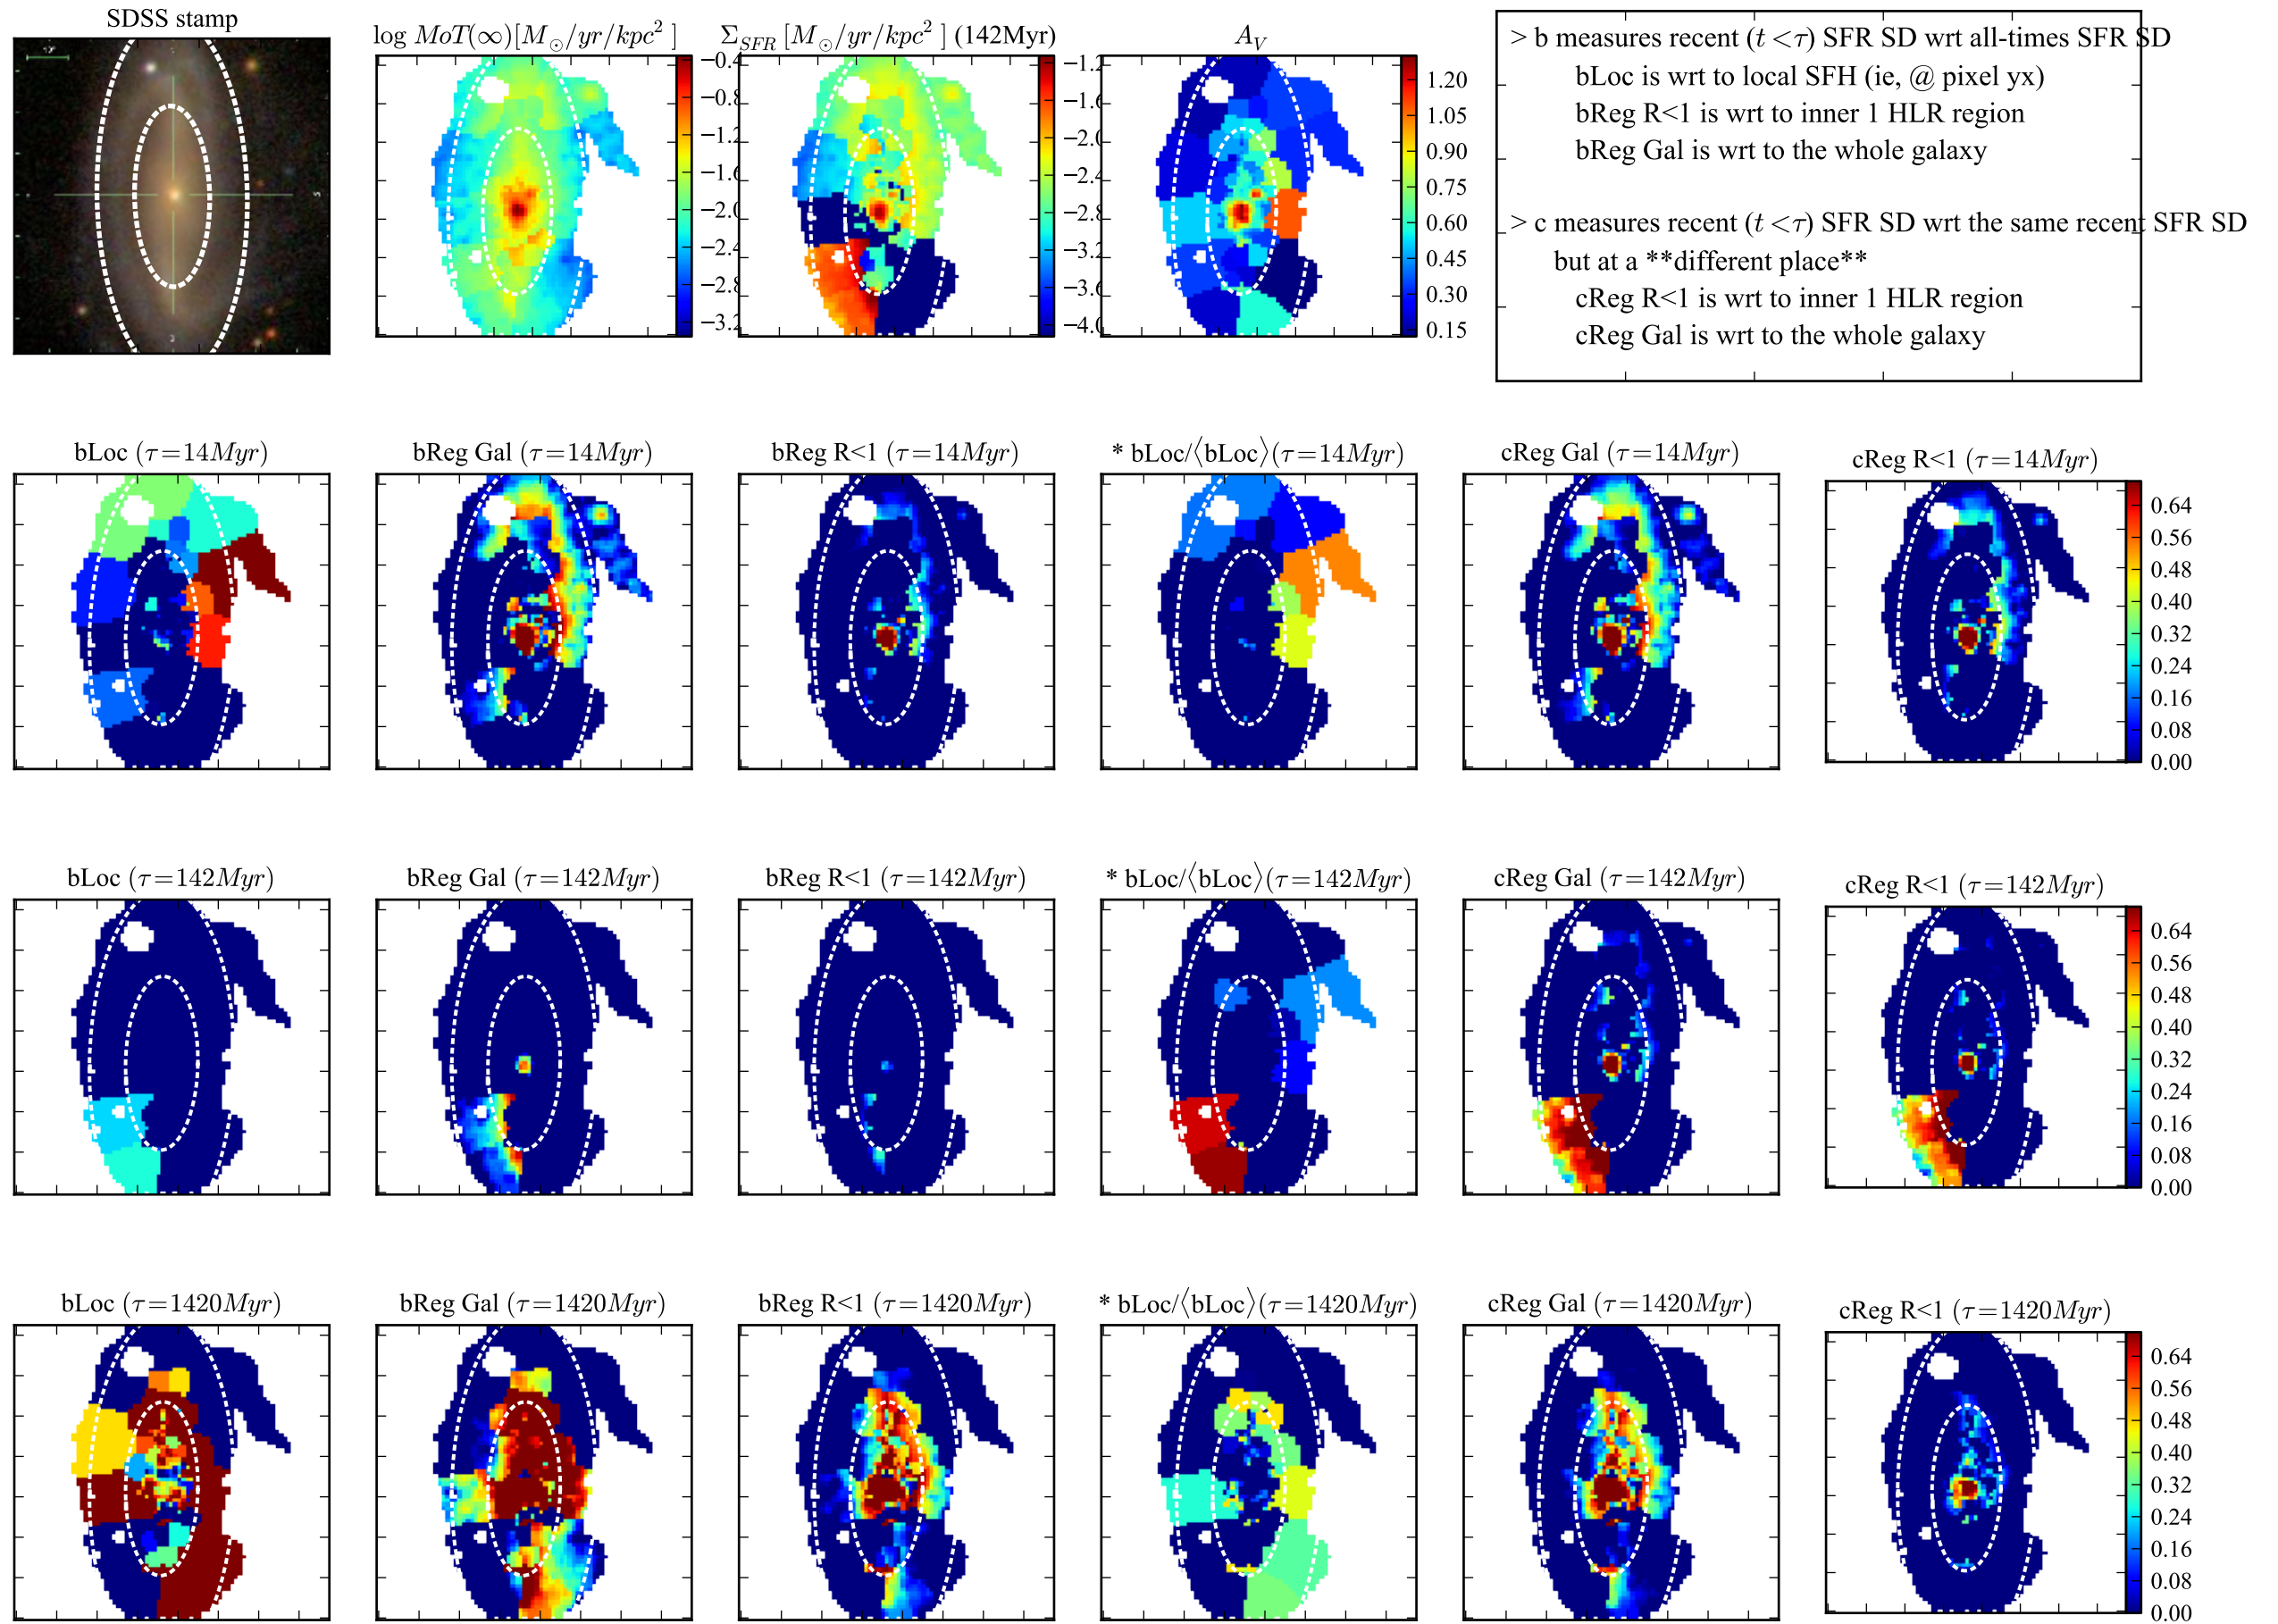 SDSS stamp
log MoT(∞)[M⊙/yr/kpc² ]
Σ_SFR [M⊙/yr/kpc² ] (142Myr)
A_V
−0.4
−0.8
−1.2
−1.6
−2.0
−2.4
−2.8
−3.2
−1.2
−1.6
−2.0
−2.4
−2.8
−3.2
−3.6
−4.0
1.20
1.05
0.90
0.75
0.60
0.45
0.30
0.15
> b measures recent (t <τ) SFR SD wrt all-times SFR SD
bLoc is wrt to local SFH (ie, @ pixel yx)
bReg R<1 is wrt to inner 1 HLR region
bReg Gal is wrt to the whole galaxy
> c measures recent (t <τ) SFR SD wrt the same recent SFR SD
but at a **different place**
cReg R<1 is wrt to inner 1 HLR region
cReg Gal is wrt to the whole galaxy
bLoc (τ=14Myr)
bReg Gal (τ=14Myr)
bReg R<1 (τ=14Myr)
* bLoc/⟨bLoc⟩(τ=14Myr)
cReg Gal (τ=14Myr)
cReg R<1 (τ=14Myr)
0.64
0.56
0.48
0.40
0.32
0.24
0.16
0.08
0.00
bLoc (τ=142Myr)
bReg Gal (τ=142Myr)
bReg R<1 (τ=142Myr)
* bLoc/⟨bLoc⟩(τ=142Myr)
cReg Gal (τ=142Myr)
cReg R<1 (τ=142Myr)
0.64
0.56
0.48
0.40
0.32
0.24
0.16
0.08
0.00
bLoc (τ=1420Myr)
bReg Gal (τ=1420Myr)
bReg R<1 (τ=1420Myr)
* bLoc/⟨bLoc⟩(τ=1420Myr)
cReg Gal (τ=1420Myr)
cReg R<1 (τ=1420Myr)
0.64
0.56
0.48
0.40
0.32
0.24
0.16
0.08
0.00